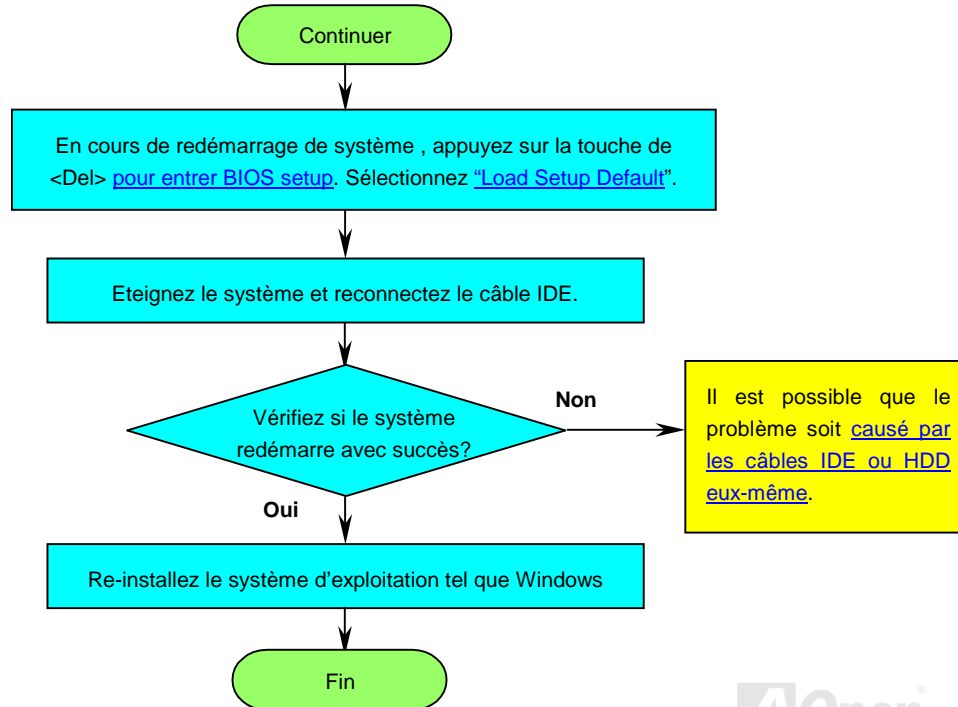 Continuer
En cours de redémarrage de système , appuyez sur la touche de
<Del> pour entrer BIOS setup. Sélectionnez “Load Setup Default”.
Eteignez le système et reconnectez le câble IDE.
Vérifiez si le système
redémarre avec succès?
Non
Il est possible que le
problème soit causé par
les câbles IDE ou HDD
eux-même.
Oui
Re-installez le système d’exploitation tel que Windows
Fin